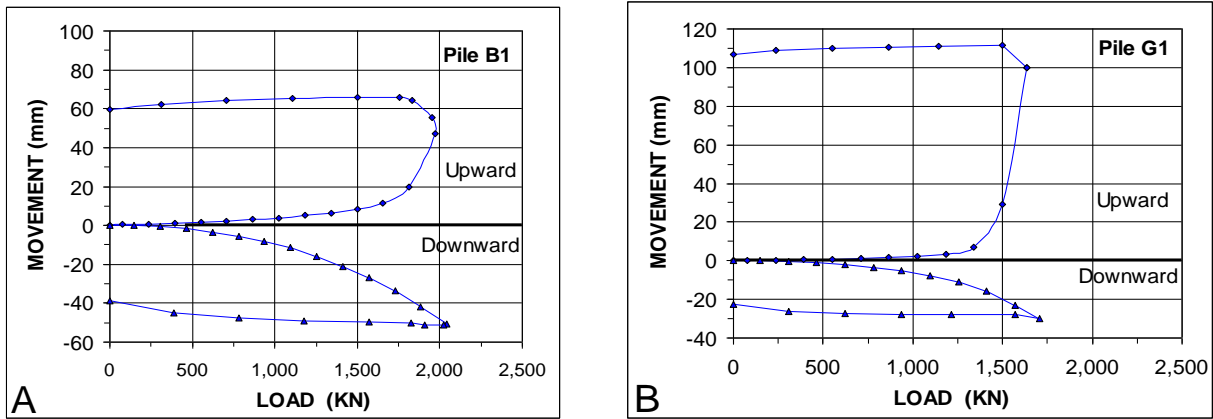 100
80
60
40
20
0
-20
-40
-60
MOVEMENT (mm)
Pile B1
Upward
Downward
0 500 1,000 1,500 2,000 2,500
LOAD (KN)
A
120
100
80
60
40
20
0
-20
-40
MOVEMENT (mm)
Pile G1
Upward
Downward
0 500 1,000 1,500 2,000 2,500
LOAD (KN)
B